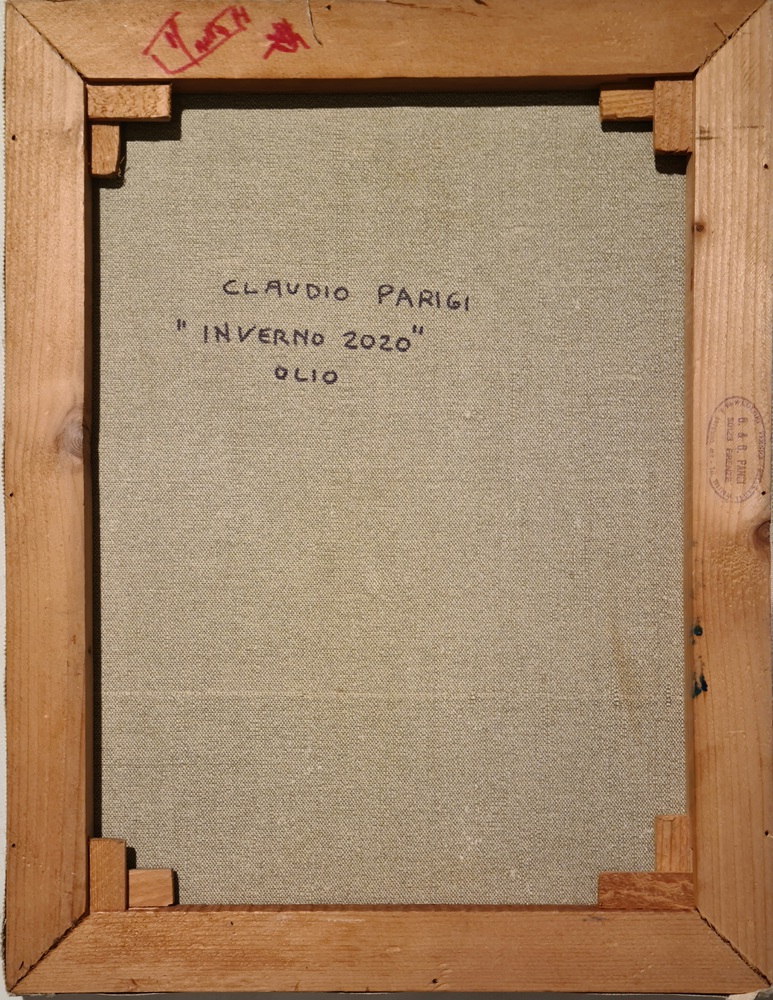 CLAUDIO PARIGI
" INVERNO 2020"
OLIO